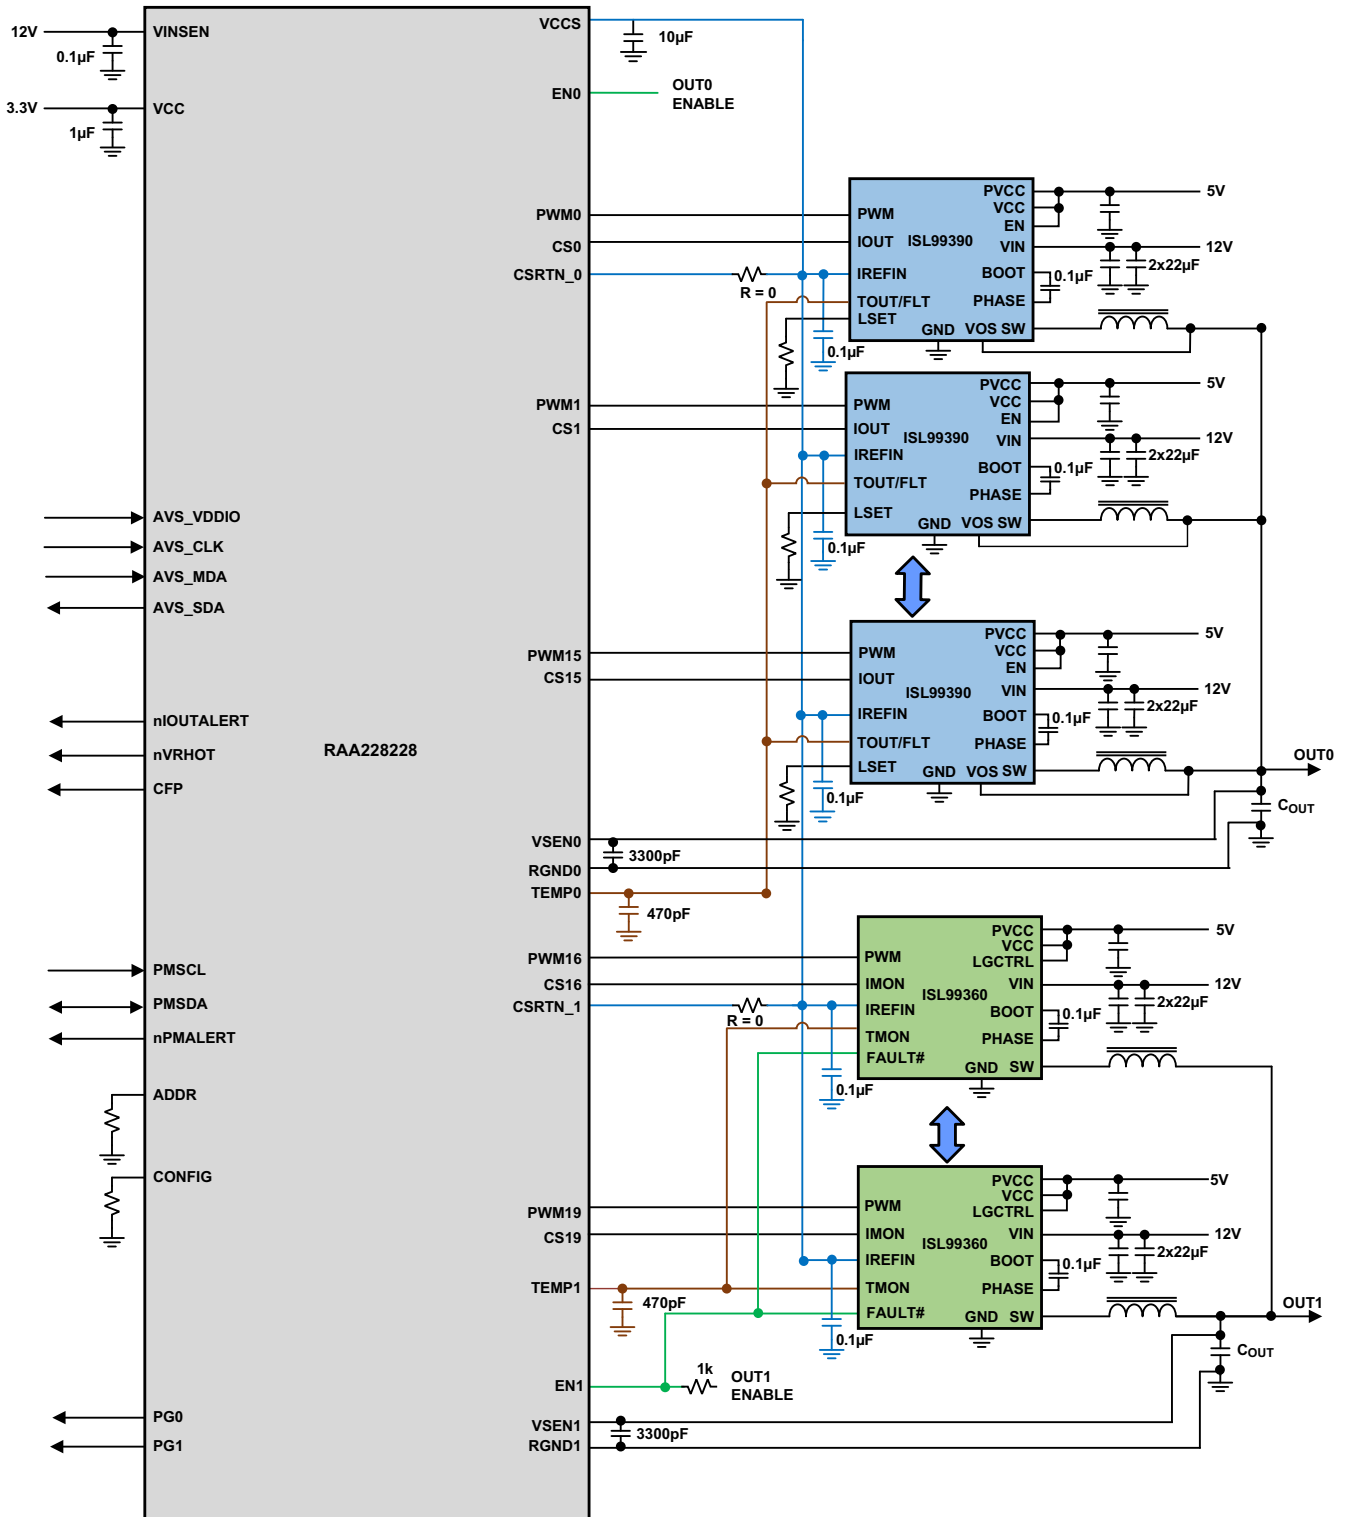 12V
0.1µF
3.3V
1µF
VINSEN
VCC
AVS_VDDIO
AVS_CLK
AVS_MDA
AVS_SDA
nIOUTALERT
nVRHOT
CFP
PMSCL
PMSDA
nPMALERT
ADDR
CONFIG
PG0
PG1
RAA228228
VCCS
10µF
EN0
OUT0
ENABLE
PWM0
CS0
CSRTN_0
R = 0
PWM1
CS1
PWM15
CS15
VSEN0
3300pF
RGND0
TEMP0
470pF
PWM16
CS16
CSRTN_1
R = 0
PWM19
CS19
TEMP1
470pF
EN1
1k
OUT1
ENABLE
VSEN1
3300pF
RGND1
PWM
IOUT
IREFIN
TOUT/FLT
LSET
ISL99390
GND
VOS SW
PVCC
VCC
EN
VIN
BOOT
PHASE
5V
12V
2x22µF
0.1µF
0.1µF
PWM
IOUT
IREFIN
TOUT/FLT
LSET
ISL99390
GND
VOS SW
PVCC
VCC
EN
VIN
BOOT
PHASE
5V
12V
2x22µF
0.1µF
0.1µF
PWM
IOUT
IREFIN
TOUT/FLT
LSET
ISL99390
GND
VOS SW
PVCC
VCC
EN
VIN
BOOT
PHASE
5V
12V
2x22µF
0.1µF
0.1µF
OUT0
COUT
PWM
IMON
IREFIN
TMON
FAULT#
ISL99360
GND
SW
PVCC
VCC
LGCTRL
VIN
BOOT
PHASE
5V
12V
2x22µF
0.1µF
0.1µF
PWM
IMON
IREFIN
TMON
FAULT#
ISL99360
GND
SW
PVCC
VCC
LGCTRL
VIN
BOOT
PHASE
5V
12V
2x22µF
0.1µF
0.1µF
OUT1
COUT